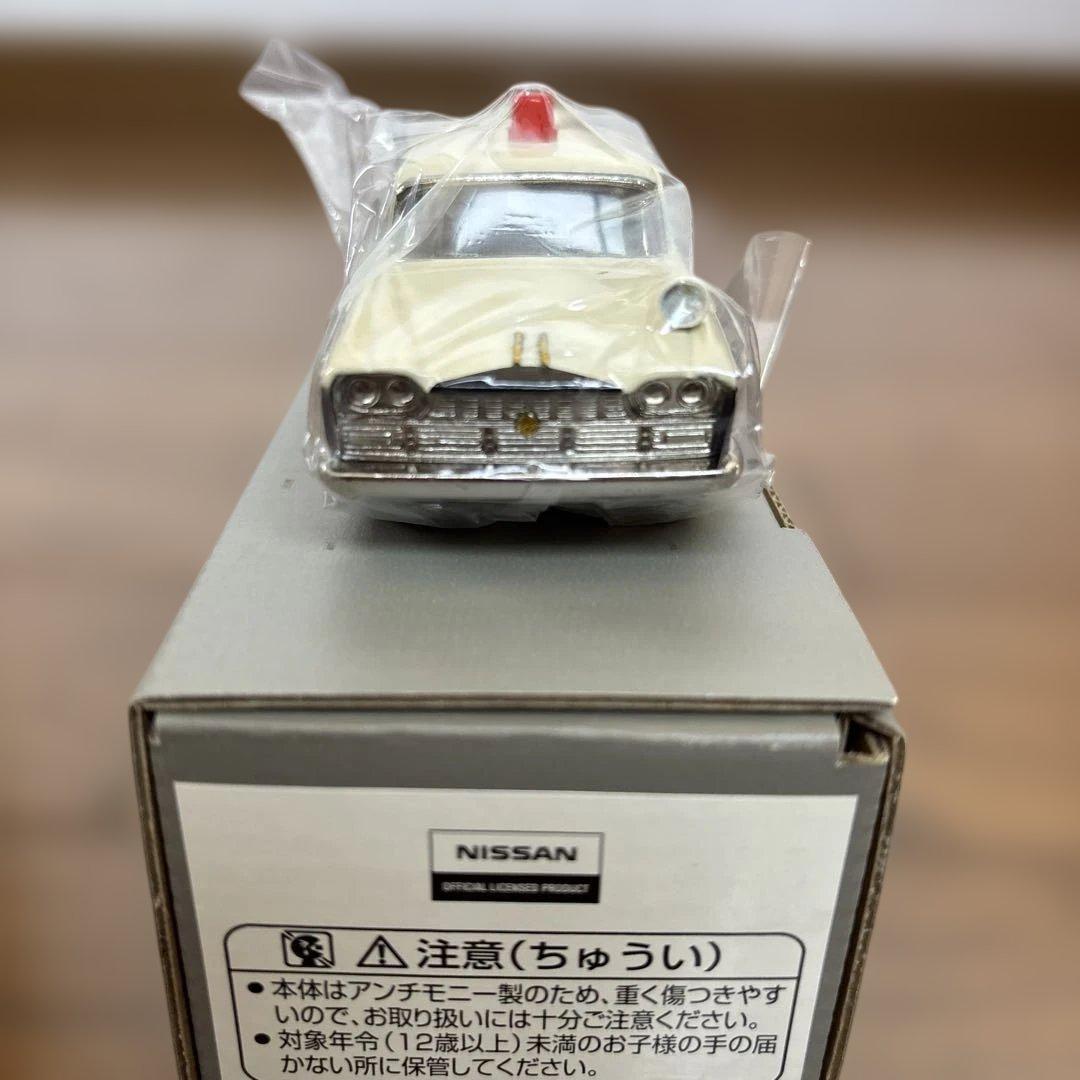 NISSAN
OFFICIAL LICENSED PRODUCT
注意(ちゅうい)
●本体はアンチモニー製のため、重く傷つきやす
いので、お取り扱いには十分ご注意ください。
●対象年令(12歳以上)未満のお子様の手の届
かない所に保管してください。